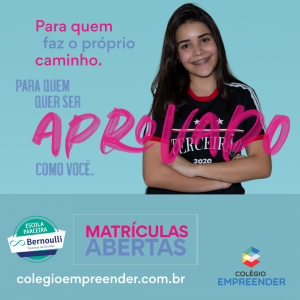 Para quem
faz o próprio
caminho.
PARA QUEM
QUER SER
APROVADO
COMO VOCÊ.
TERCEIRÃO
2020
ESCOLA
PARCEIRA
Bernoulli
MATRÍCULAS
ABERTAS
colegioempreender.com.br
COLÉGIO
EMPREENDER